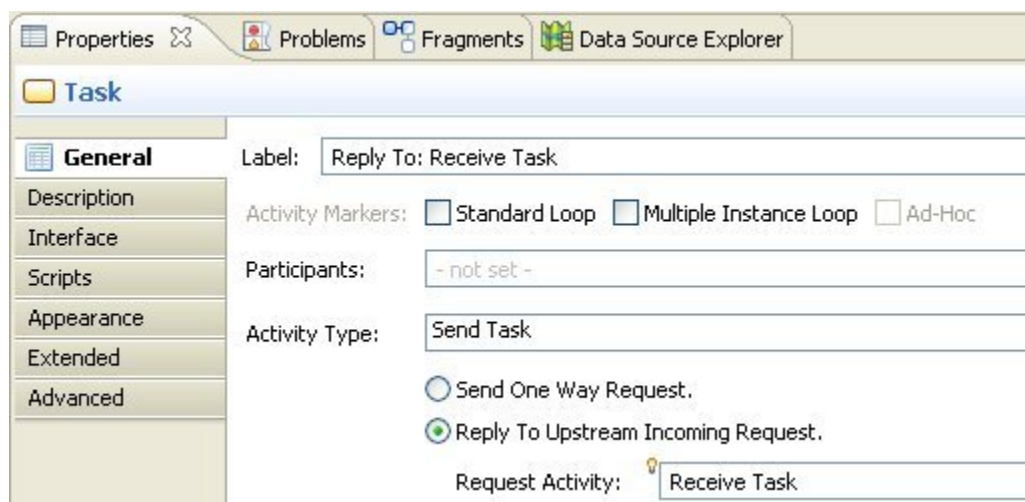 Properties Problems Fragments Data Source Explorer
Task
General
Label: Reply To: Receive Task
Description
Activity Markers: Standard Loop Multiple Instance Loop Ad-Hoc
Interface
Participants: - not set -
Scripts
Appearance
Activity Type: Send Task
Extended
Send One Way Request.
Advanced
Reply To Upstream Incoming Request.
Request Activity: Receive Task